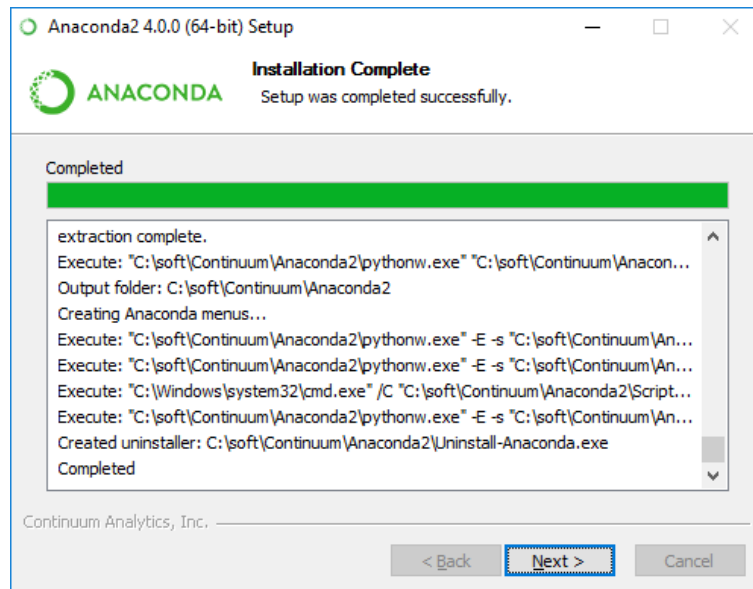 Anaconda2 4.0.0 (64-bit) Setup
ANACONDA
Installation Complete
Setup was completed successfully.
Completed
extraction complete.
Execute: "C:\soft\Continuum\Anaconda2\pythonw.exe" "C:\soft\Continuum\Anacon...
Output folder: C:\soft\Continuum\Anaconda2
Creating Anaconda menus...
Execute: "C:\soft\Continuum\Anaconda2\pythonw.exe" -E -s "C:\soft\Continuum\An...
Execute: "C:\soft\Continuum\Anaconda2\pythonw.exe" -E -s "C:\soft\Continuum\An...
Execute: "C:\Windows\system32\cmd.exe" /C "C:\soft\Continuum\Anaconda2\Script...
Execute: "C:\soft\Continuum\Anaconda2\pythonw.exe" -E -s "C:\soft\Continuum\An...
Created uninstaller: C:\soft\Continuum\Anaconda2\Uninstall-Anaconda.exe
Completed
Continuum Analytics, Inc.
< Back Next > Cancel